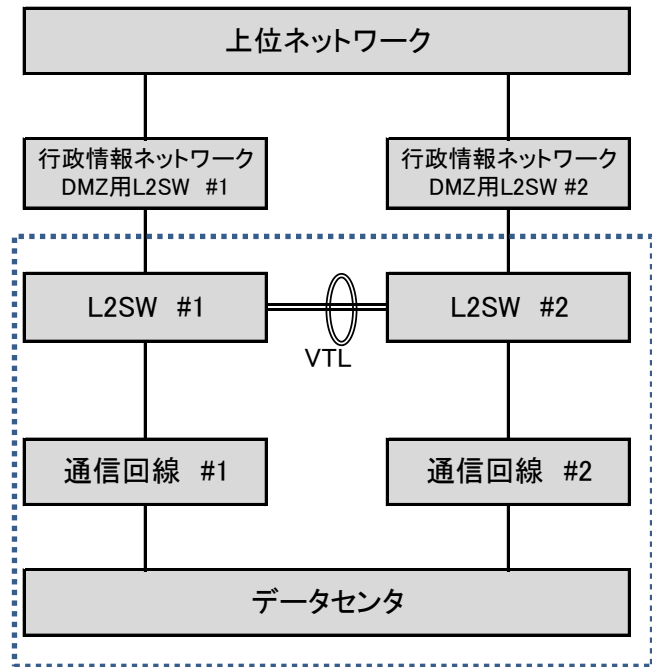 上位ネットワーク
行政情報ネットワーク
DMZ用L2SW #1
行政情報ネットワーク
DMZ用L2SW #2
L2SW #1
L2SW #2
VTL
通信回線 #1
通信回線 #2
データセンタ